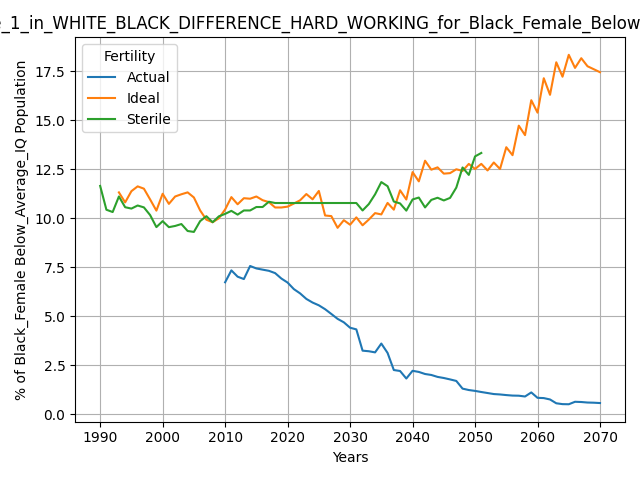 _1_in_WHITE_BLACK_DIFFERENCE_HARD_WORKING_for_Black_Female_Below
Fertility
Actual
Ideal
Sterile
% of Black_Female Below_Average_IQ Population
17.5
15.0
12.5
10.0
7.5
5.0
2.5
0.0
1990 2000 2010 2020 2030 2040 2050 2060 2070
Years